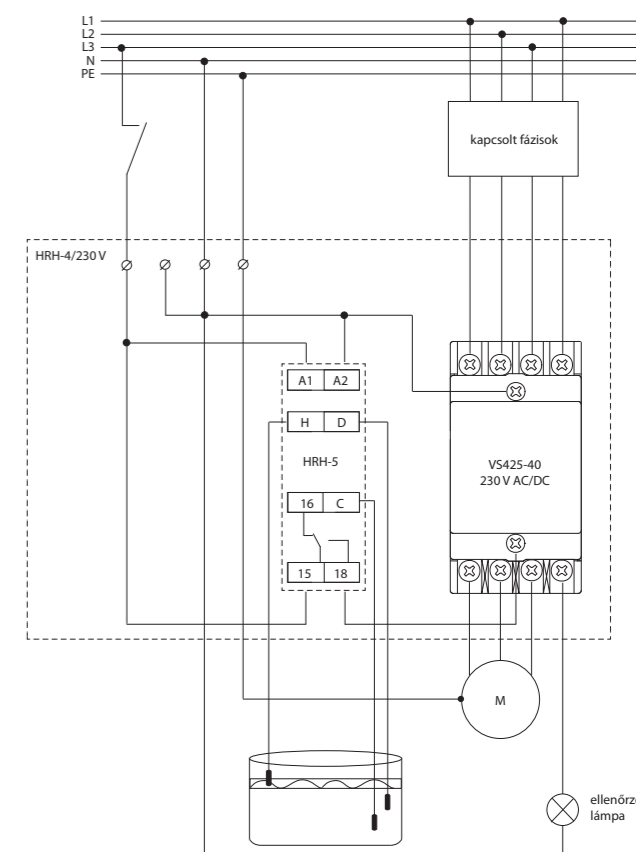 L1
L2
L3
N
PE
kapcsolt fázisok
HRH-4/230 V
A1 A2
H D
HRH-5
16 C
15 18
VS425-40
230 V AC/DC
M
lámpa